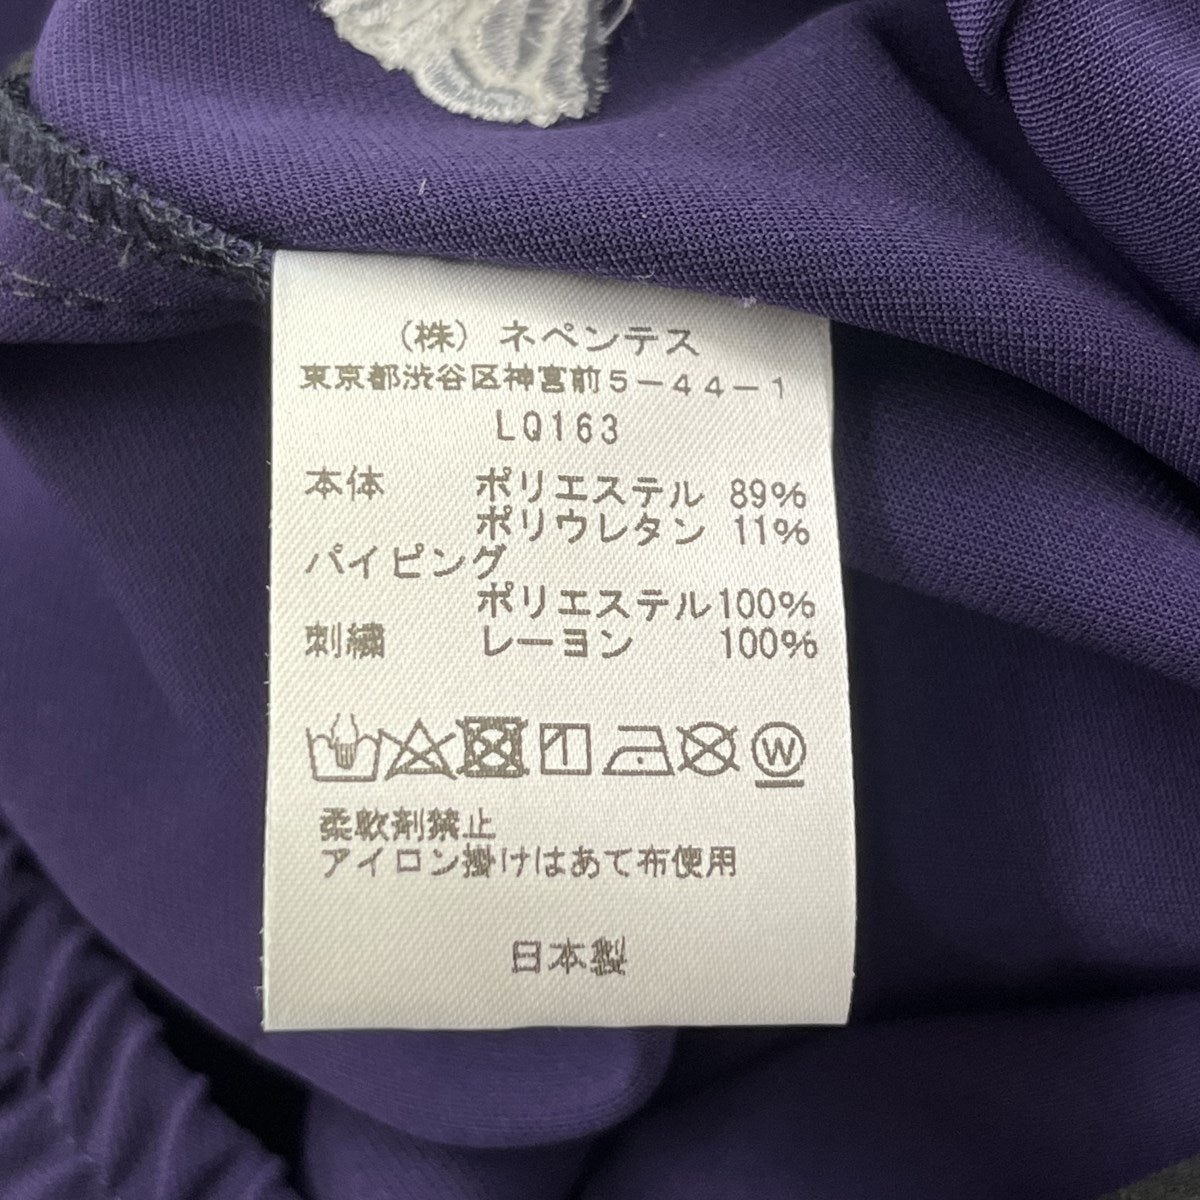 (株) ネペンテス
東京都渋谷区神宮前5-44-1
LQ163
本体 ポリエステル 89%
ポリウレタン 11%
パイピング
ポリエステル100%
刺繍 レーヨン 100%
1 W
柔軟剤禁止
アイロン掛けはあて布使用
日本製